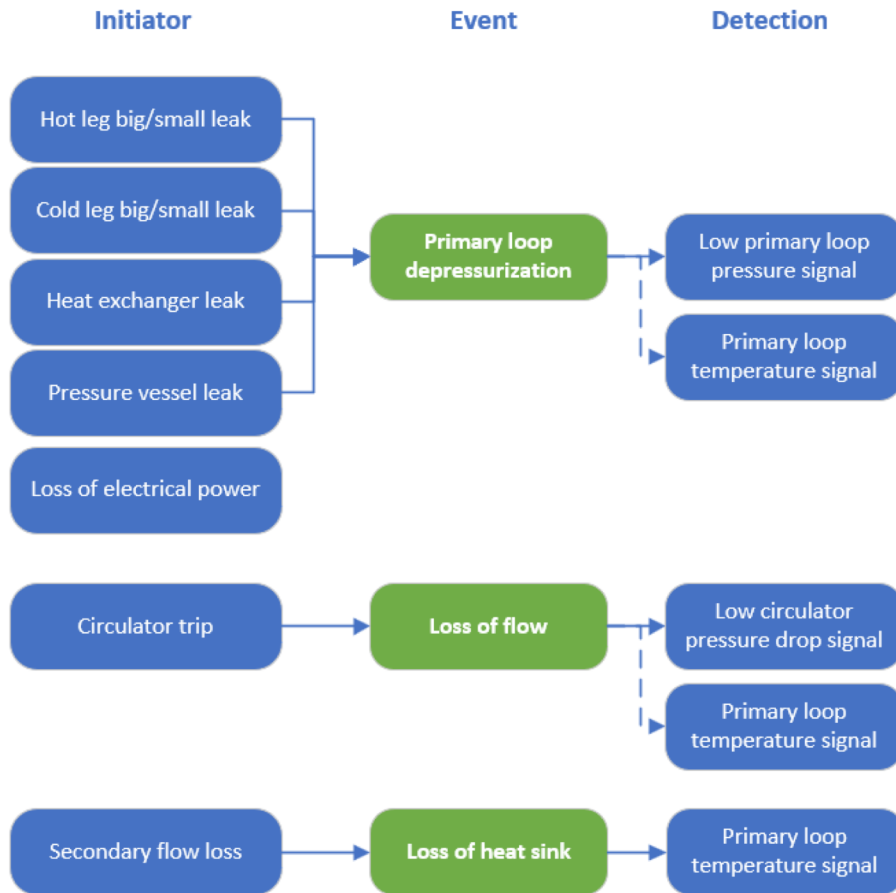 Initiator
Event
Detection
Hot leg big/small leak
Cold leg big/small leak
Heat exchanger leak
Pressure vessel leak
Loss of electrical power
Primary loop
depressurization
Low primary loop
pressure signal
Primary loop
temperature signal
Circulator trip
Loss of flow
Low circulator
pressure drop signal
Primary loop
temperature signal
Secondary flow loss
Loss of heat sink
Primary loop
temperature signal